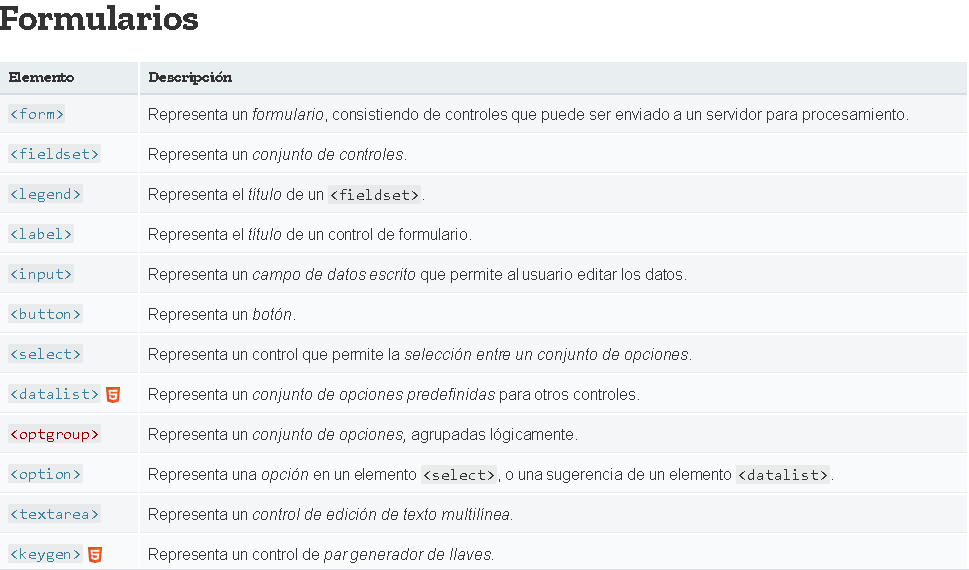 Formularios
Elemento Descripción
<form> Representa un formulario, consistiendo de controles que puede ser enviado a un servidor para procesamiento.
<fieldset> Representa un conjunto de controles.
<legend> Representa el título de un <fieldset>.
<label> Representa el título de un control de formulario.
<input> Representa un campo de datos escrito que permite al usuario editar los datos.
<button> Representa un botón.
<select> Representa un control que permite la selección entre un conjunto de opciones.
<datalist> 5 Representa un conjunto de opciones predefinidas para otros controles.
<optgroup> Representa un conjunto de opciones, agrupadas lógicamente.
<option> Representa una opción en un elemento <select>, o una sugerencia de un elemento <datalist>.
<textarea> Representa un control de edición de texto multilínea.
<keygen> 5 Representa un control de par generador de llaves.